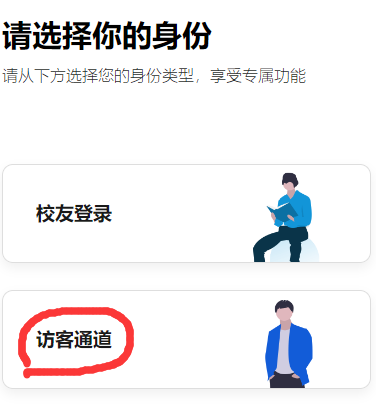 请选择你的身份
请从下方选择您的身份类型，享受专属功能
校友登录
访客通道